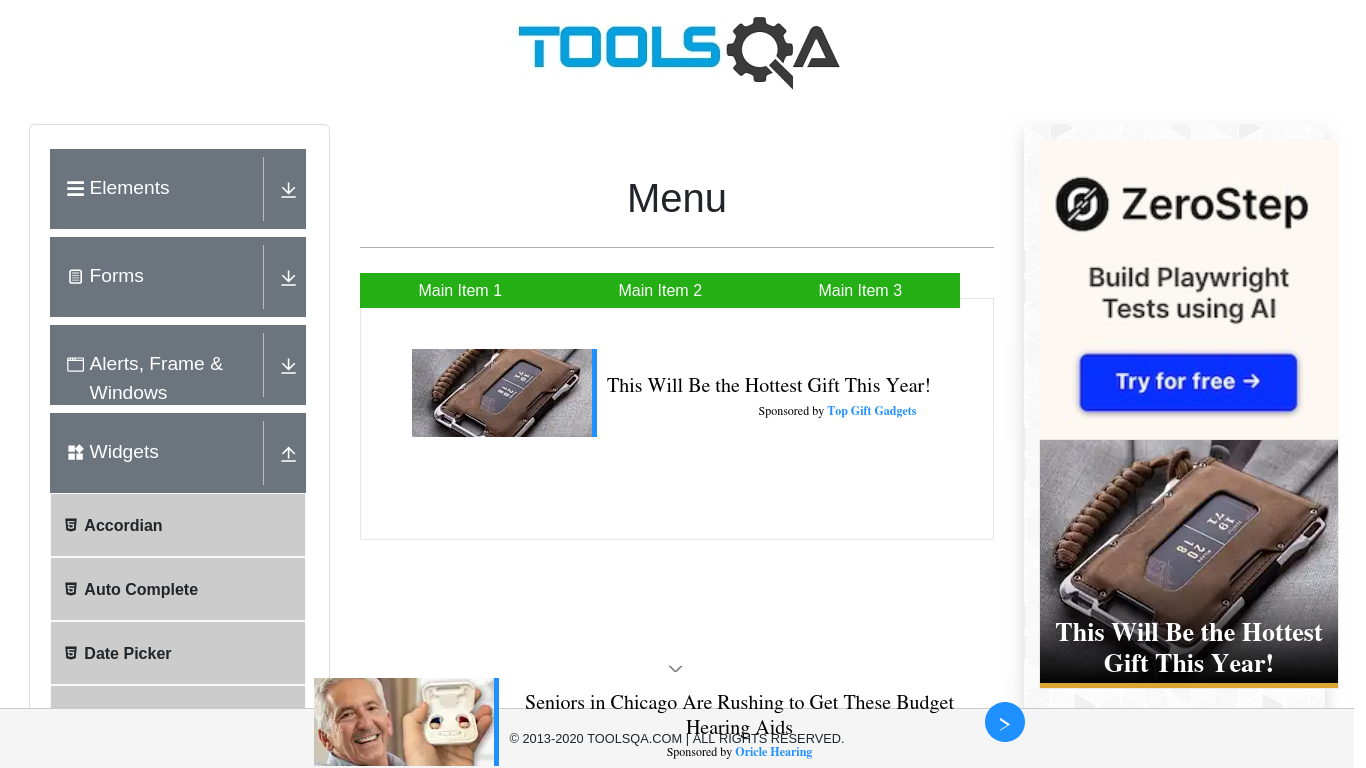 TOOLSQA
Elements
Forms
Alerts, Frame &
Windows
Widgets
Accordian
Auto Complete
Date Picker
Menu
Main Item 1
Main Item 2
Main Item 3
This Will Be the Hottest Gift This Year!
Sponsored by Top Gift Gadgets
ZeroStep
Build Playwright
Tests using AI
Try for free →
This Will Be the Hottest
Gift This Year!
Seniors in Chicago Are Rushing to Get These Budget
Hearing Aids
© 2013-2020 TOOLSQA.COM | ALL RIGHTS RESERVED.
Sponsored by Oricle Hearing